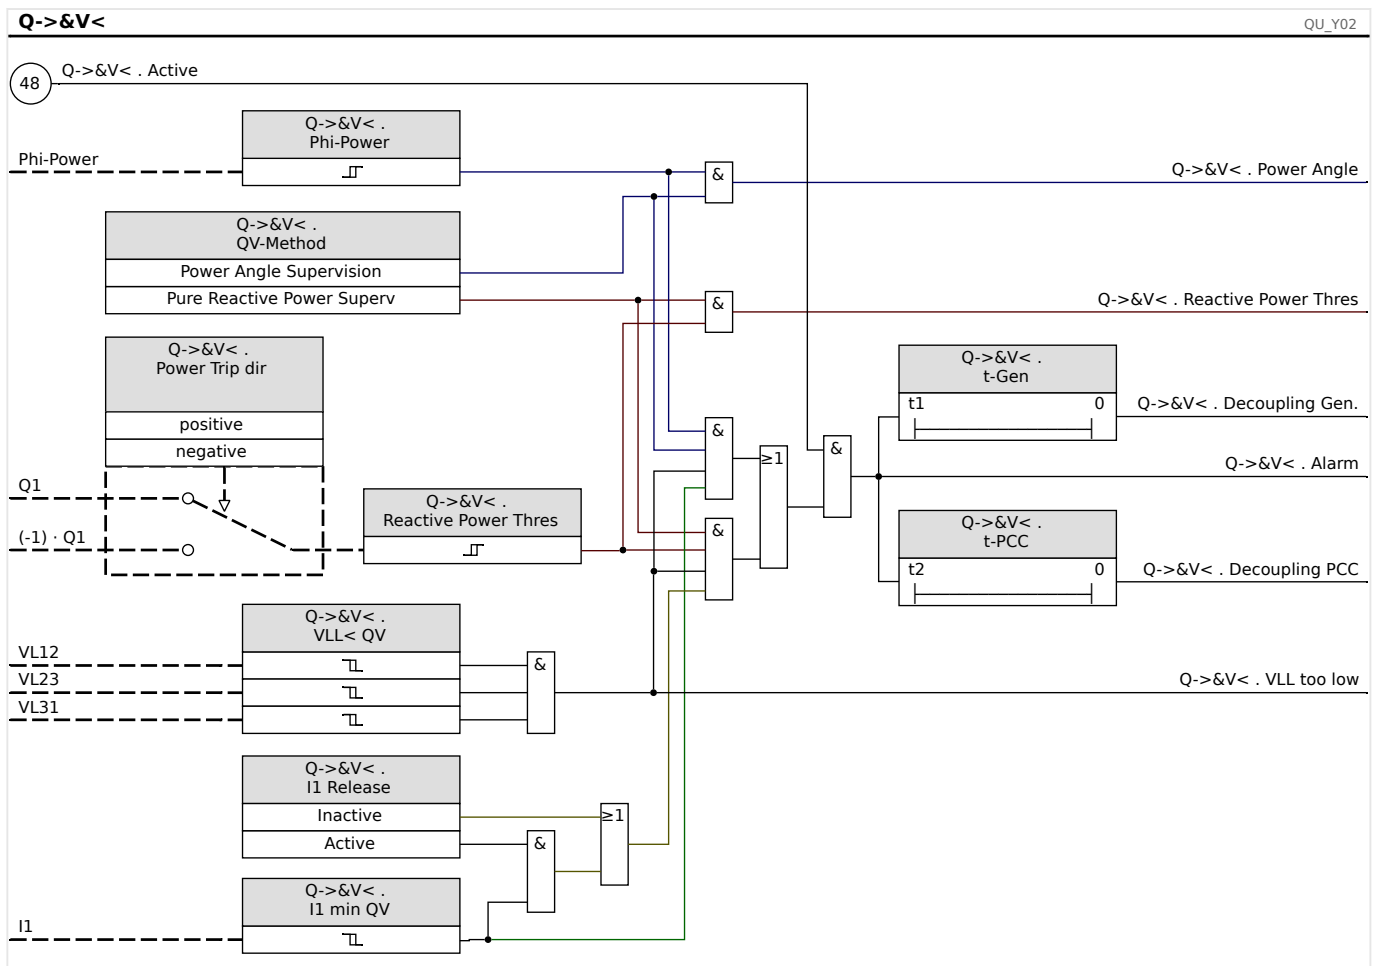 Q->&V<
QU_Y02
48
Q->&V< . Active
Q->&V< .
Phi-Power
Phi-Power
&
Q->&V< . Power Angle
Q->&V< .
QV-Method
Power Angle Supervision
Pure Reactive Power Superv
&
Q->&V< . Reactive Power Thres
Q->&V< .
Power Trip dir
positive
negative
Q->&V< .
t-Gen
t1 0
Q->&V< . Decoupling Gen.
&
≥1
&
Q->&V< . Alarm
Q1
(-1) · Q1
Q->&V< .
Reactive Power Thres
&
Q->&V< .
t-PCC
t2 0
Q->&V< . Decoupling PCC
Q->&V< .
VLL< QV
VL12
VL23
VL31
&
Q->&V< . VLL too low
Q->&V< .
I1 Release
Inactive
Active
≥1
&
Q->&V< .
I1 min QV
I1